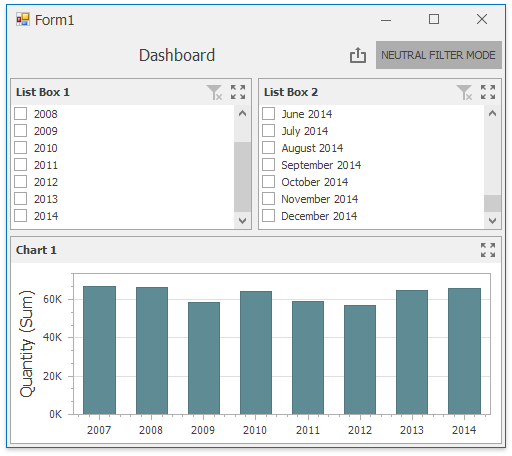 Form1
Dashboard
NEUTRAL FILTER MODE
List Box 1
2008
2009
2010
2011
2012
2013
2014
List Box 2
June 2014
July 2014
August 2014
September 2014
October 2014
November 2014
December 2014
Chart 1
Quantity (Sum)
60K
40K
20K
0K
2007 2008 2009 2010 2011 2012 2013 2014